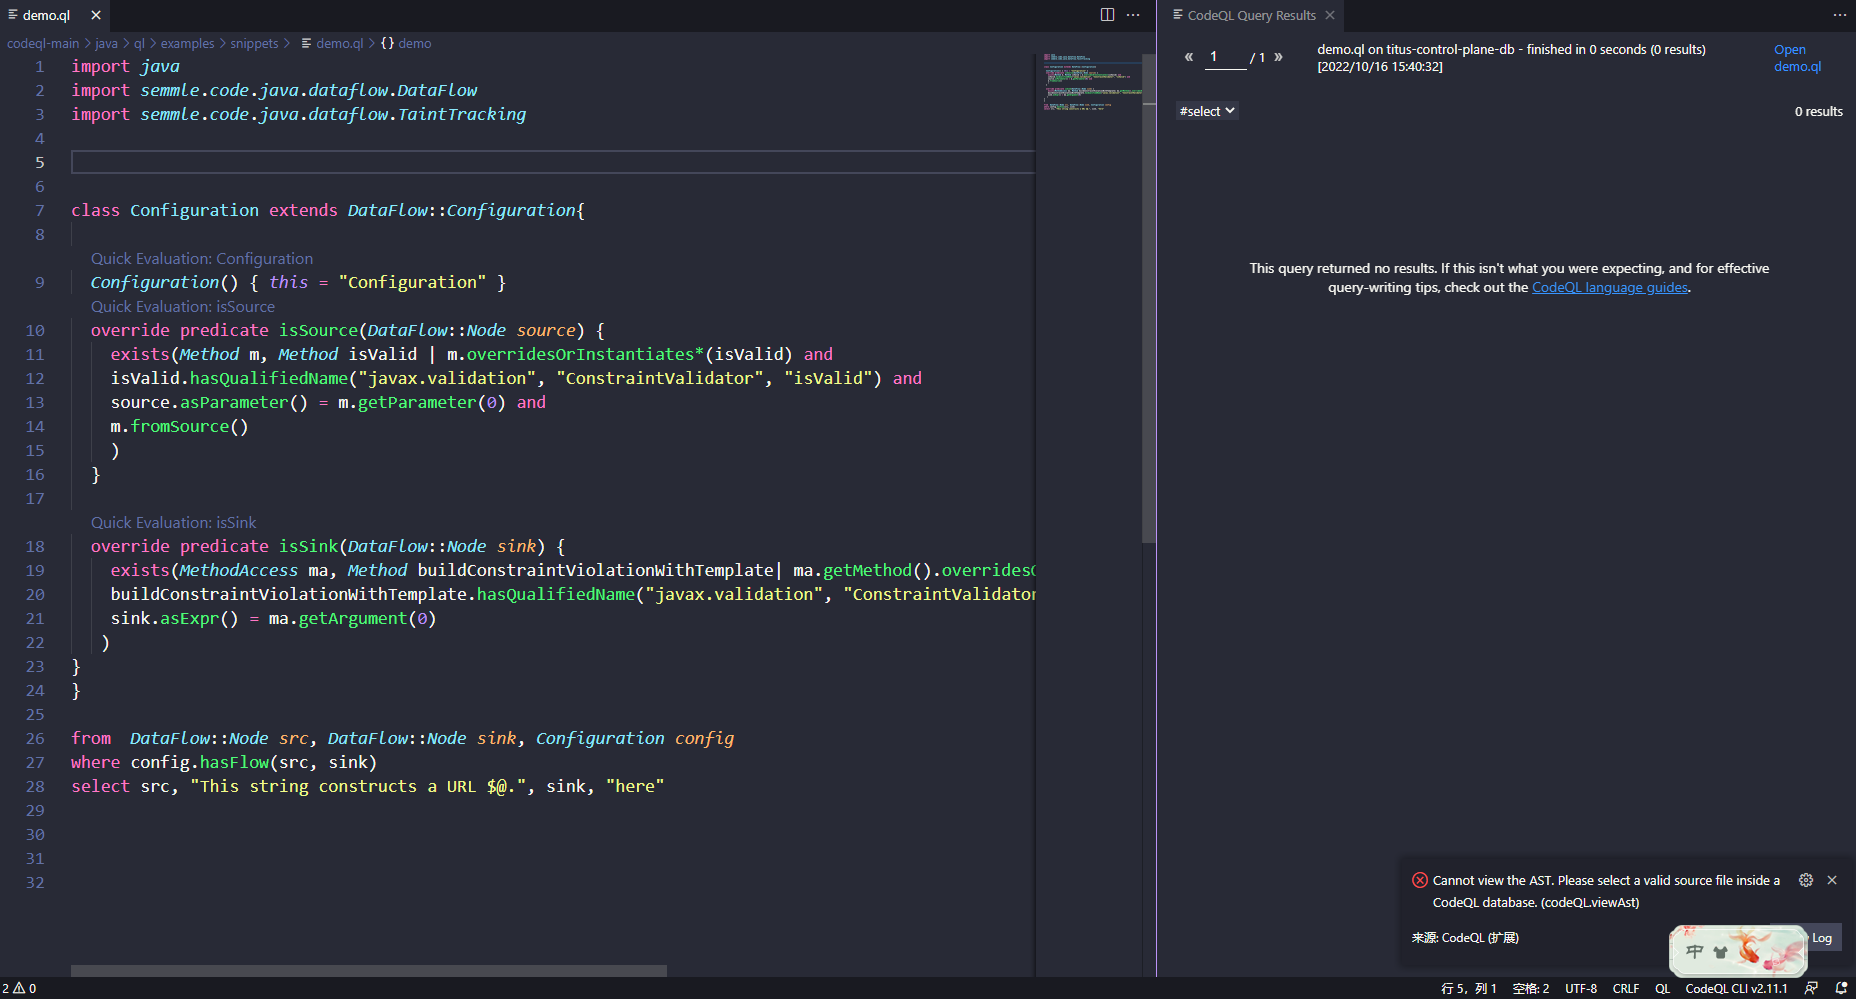 demo.ql
codeql-main > java > ql > examples > snippets > demo.ql > {} demo
1 import java
2 import semmle.code.java.dataflow.DataFlow
3 import semmle.code.java.dataflow.TaintTracking
4
5
6
7 class Configuration extends DataFlow::Configuration{
8
Quick Evaluation: Configuration
9 Configuration() { this = "Configuration" }
Quick Evaluation: isSource
10 override predicate isSource(DataFlow::Node source) {
11 exists(Method m, Method isValid | m.overridesOrInstantiates*(isValid) and
12 isValid.hasQualifiedName("javax.validation", "ConstraintValidator", "isValid") and
13 source.asParameter() = m.getParameter(0) and
14 m.fromSource()
15 )
16 }
17
Quick Evaluation: isSink
18 override predicate isSink(DataFlow::Node sink) {
19 exists(MethodAccess ma, Method buildConstraintViolationWithTemplate| ma.getMethod().overrides
20 buildConstraintViolationWithTemplate.hasQualifiedName("javax.validation", "ConstraintValidator
21 sink.asExpr() = ma.getArgument(0)
22 )
23 }
24 }
25
26 from DataFlow::Node src, DataFlow::Node sink, Configuration config
27 where config.hasFlow(src, sink)
28 select src, "This string constructs a URL $@.", sink, "here"
29
30
31
32
CodeQL Query Results
« 1 / 1 »
demo.ql on titus-control-plane-db - finished in 0 seconds (0 results)
[2022/10/16 15:40:32]
Open
demo.ql
#select
0 results
This query returned no results. If this isn't what you were expecting, and for effective
query-writing tips, check out the CodeQL language guides.
Cannot view the AST. Please select a valid source file inside a
CodeQL database. (codeQL.viewAst)
来源: CodeQL (扩展)
Log
中
2 0
行 5，列 1 空格: 2 UTF-8 CRLF QL CodeQL CLI v2.11.1